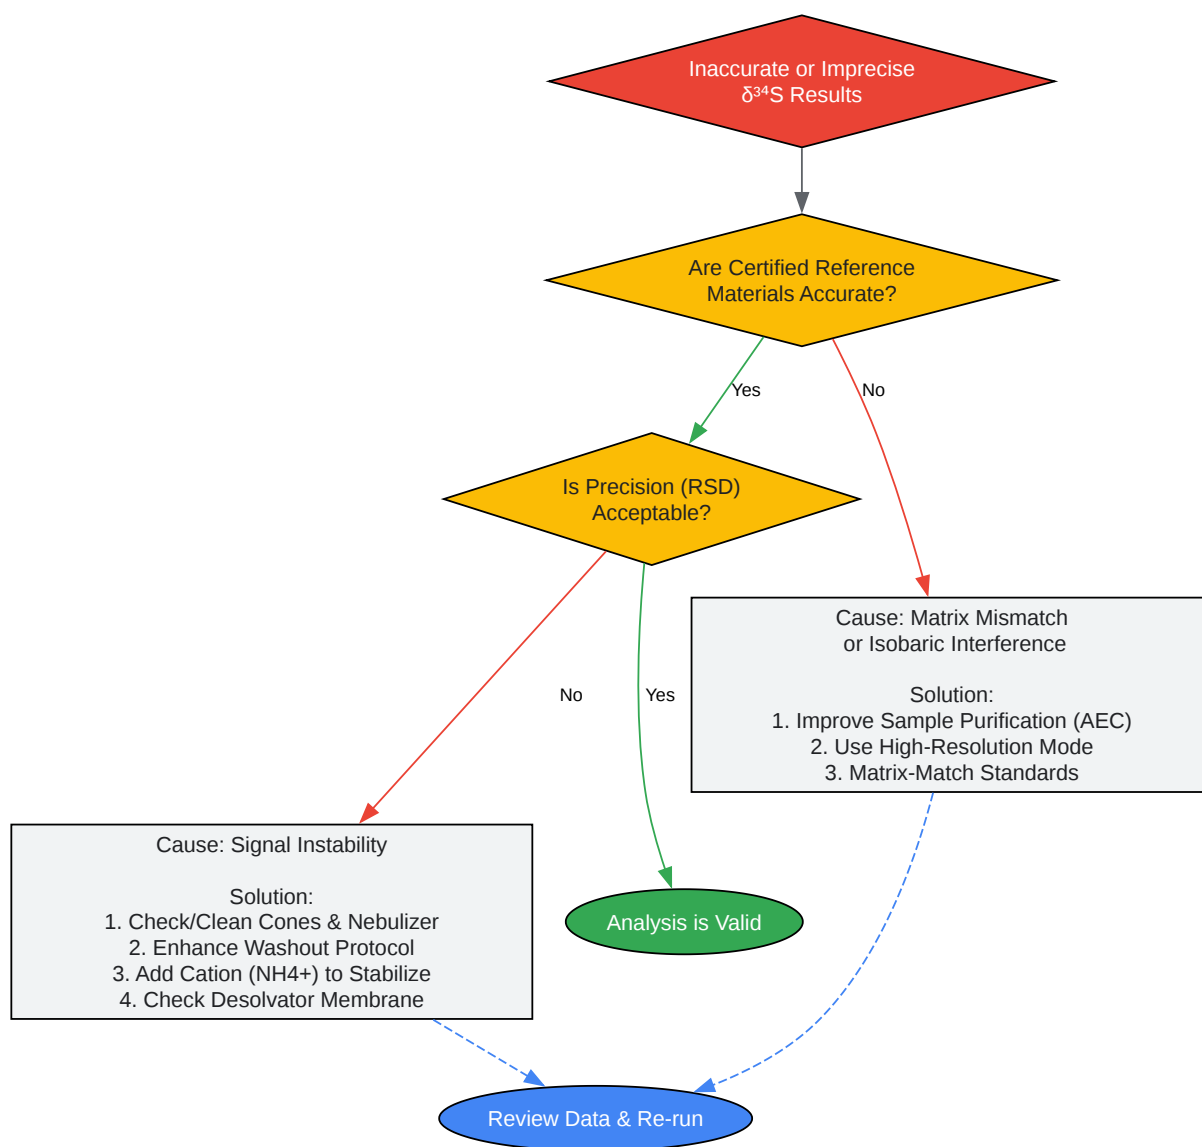 Inaccurate or Imprecise
δ³⁴S Results
Are Certified Reference
Materials Accurate?
Yes
No
Is Precision (RSD)
Acceptable?
No
Yes
Cause: Matrix Mismatch
or Isobaric Interference
Solution:
1. Improve Sample Purification (AEC)
2. Use High-Resolution Mode
3. Matrix-Match Standards
Cause: Signal Instability
Solution:
1. Check/Clean Cones & Nebulizer
2. Enhance Washout Protocol
3. Add Cation (NH4+) to Stabilize
4. Check Desolvator Membrane
Analysis is Valid
Review Data & Re-run